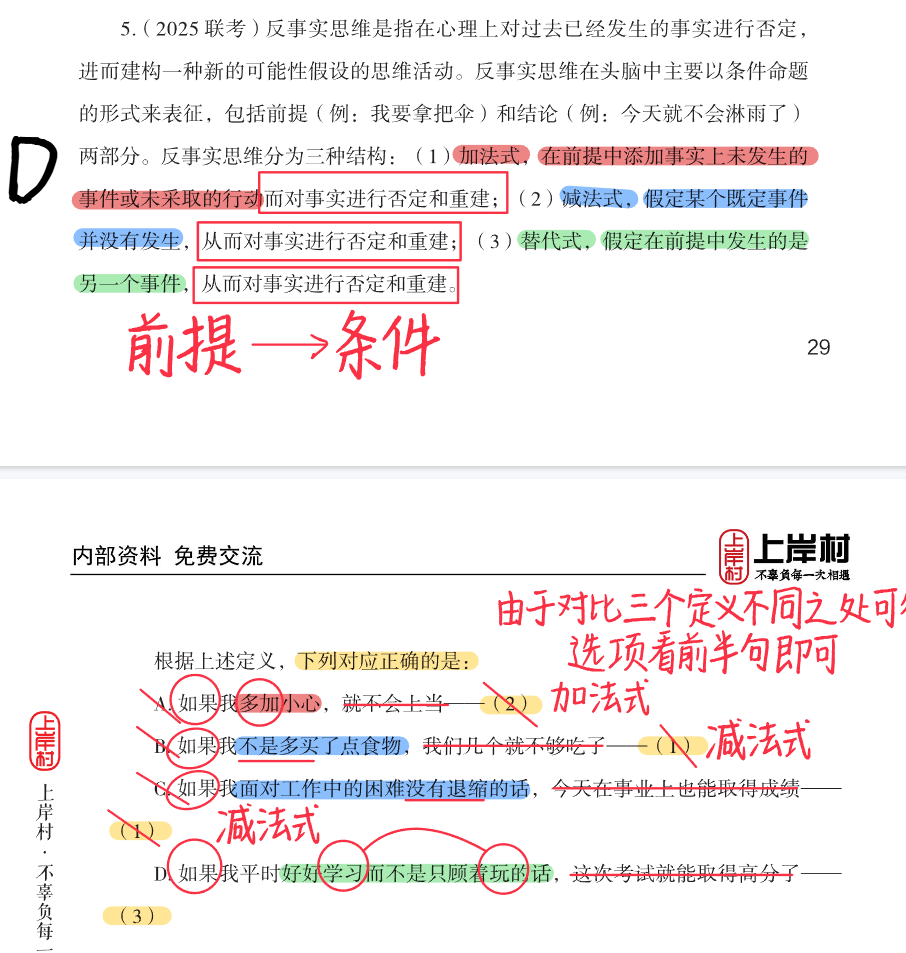 5.（2025 联考）反事实思维是指在心理上对过去已经发生的事实进行否定，
进而建构一种新的可能性假设的思维活动。反事实思维在头脑中主要以条件命题
的形式来表征，包括前提（例：我要拿把伞）和结论（例：今天就不会淋雨了）
D
两部分。反事实思维分为三种结构：（1）加法式，在前提中添加事实上未发生的
事件或未采取的行动而对事实进行否定和重建；（2）减法式，假定某个既定事件
并没有发生，从而对事实进行否定和重建；（3）替代式，假定在前提中发生的是
另一个事件，从而对事实进行否定和重建。
前提→条件
29
内部资料 免费交流
上岸村
上岸村
不辜负每一次相遇
由于对比三个定义不同之处可
选项看前半句即可
根据上述定义，下列对应正确的是：
A. 如果我多加小心，就不会上当——（2）
加法式
B. 如果我不是多买了点食物，我们几个就不够吃了——（1）
减法式
C. 如果我面对工作中的困难没有退缩的话，今天在事业上也能取得成绩——
（1）
减法式
D. 如果我平时好好学习而不是只顾着玩的话，这次考试就能取得高分了——
（3）
上岸村
上岸村·不辜负每一